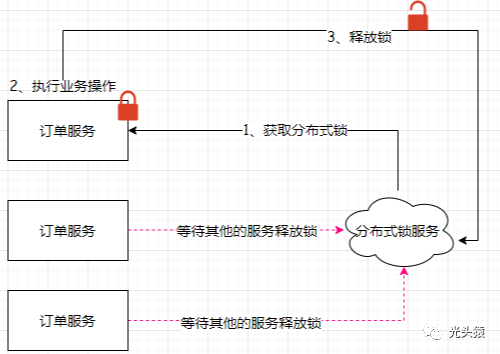 3、释放锁
2、执行业务操作
订单服务
1、获取分布式锁
订单服务
等待其他的服务释放锁
分布式锁服务
订单服务
等待其他的服务释放锁
光头猿